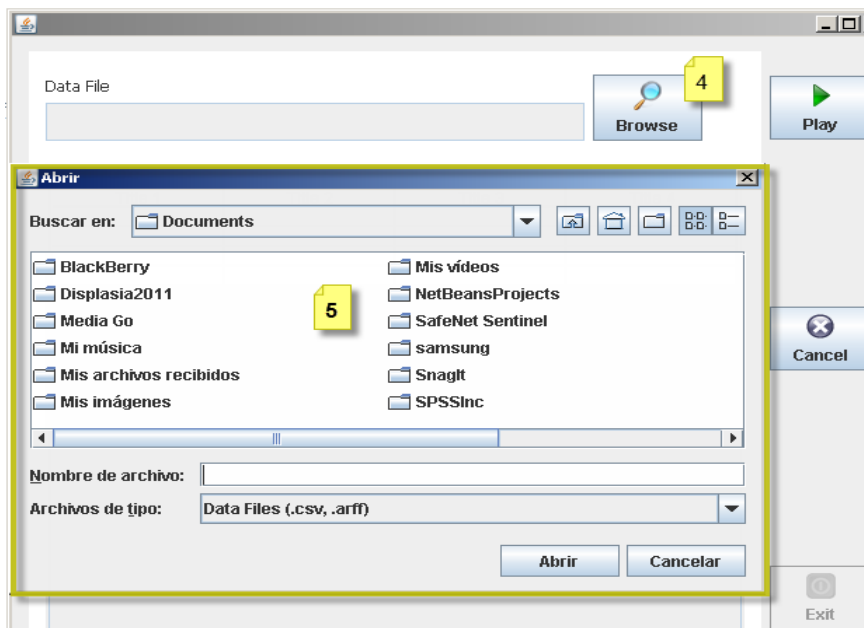 Data File
4
Browse
Play
Abrir
Buscar en: Documents
BlackBerry
Mis vídeos
Displasia2011
NetBeansProjects
Media Go
5
SafeNet Sentinel
Mi música
samsung
Mis archivos recibidos
SnagIt
Mis imágenes
SPSSInc
Cancel
Nombre de archivo:
Archivos de tipo: Data Files (.csv, .arff)
Abrir
Cancelar
Exit